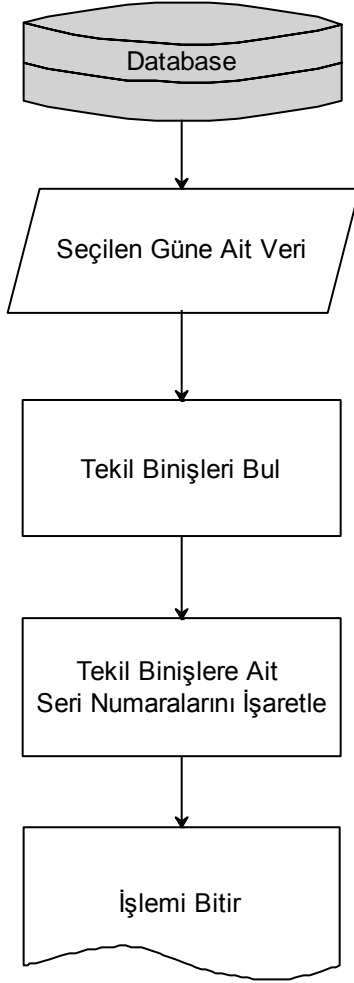 Database
Seçilen Güne Ait Veri
Tekil Binişleri Bul
Tekil Binişlere Ait
Seri Numaralarını İşaretle
İşlemi Bitir